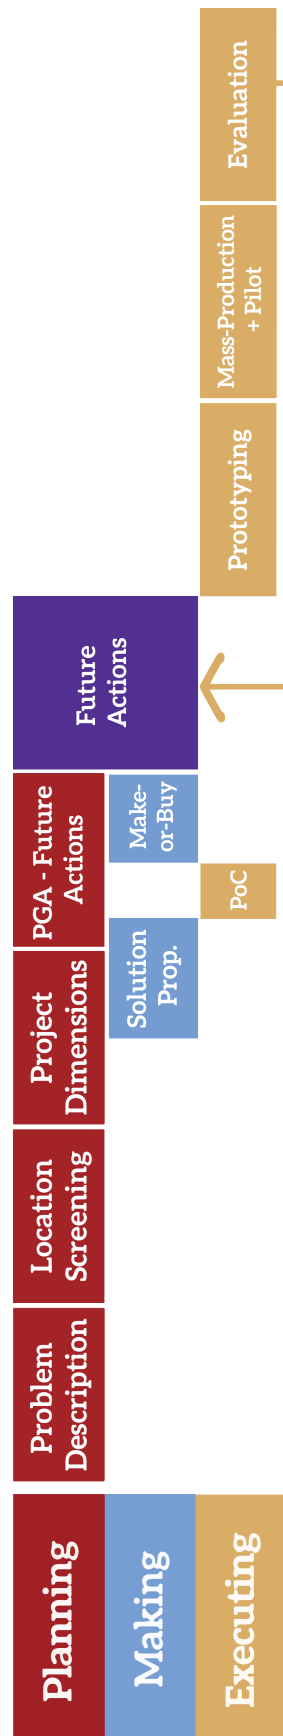 Planning
Problem
Description
Location
Screening
Project
Dimensions
PGA - Future
Actions
Future
Actions
Making
Solution
Prop.
Make-
or-Buy
Executing
PoC
Prototyping
Mass-Production
+ Pilot
Evaluation